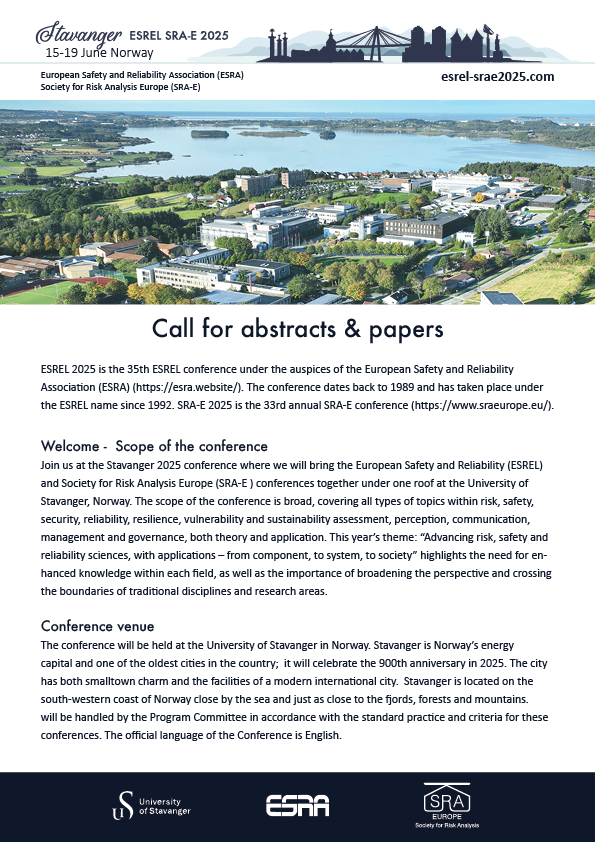 Stavanger ESREL SRA-E 2025
15-19 June Norway
European Safety and Reliability Association (ESRA)
Society for Risk Analysis Europe (SRA-E)
esrel-srae2025.com
Call for abstracts & papers
ESREL 2025 is the 35th ESREL conference under the auspices of the European Safety and Reliability
Association (ESRA) (https://esra.website/). The conference dates back to 1989 and has taken place under
the ESREL name since 1992. SRA-E 2025 is the 33rd annual SRA-E conference (https://www.sraeurope.eu/).
Welcome - Scope of the conference
Join us at the Stavanger 2025 conference where we will bring the European Safety and Reliability (ESREL)
and Society for Risk Analysis Europe (SRA-E ) conferences together under one roof at the University of
Stavanger, Norway. The scope of the conference is broad, covering all types of topics within risk, safety,
security, reliability, resilience, vulnerability and sustainability assessment, perception, communication,
management and governance, both theory and application. This year's theme: "Advancing risk, safety and
reliability sciences, with applications – from component, to system, to society" highlights the need for en-
hanced knowledge within each field, as well as the importance of broadening the perspective and crossing
the boundaries of traditional disciplines and research areas.
Conference venue
The conference will be held at the University of Stavanger in Norway. Stavanger is Norway's energy
capital and one of the oldest cities in the country; it will celebrate the 900th anniversary in 2025. The city
has both smalltown charm and the facilities of a modern international city. Stavanger is located on the
south-western coast of Norway close by the sea and just as close to the fjords, forests and mountains.
will be handled by the Program Committee in accordance with the standard practice and criteria for these
conferences. The official language of the Conference is English.
US University
of Stavanger
ESRA
SRA
EUROPE
Society for Risk Analysis